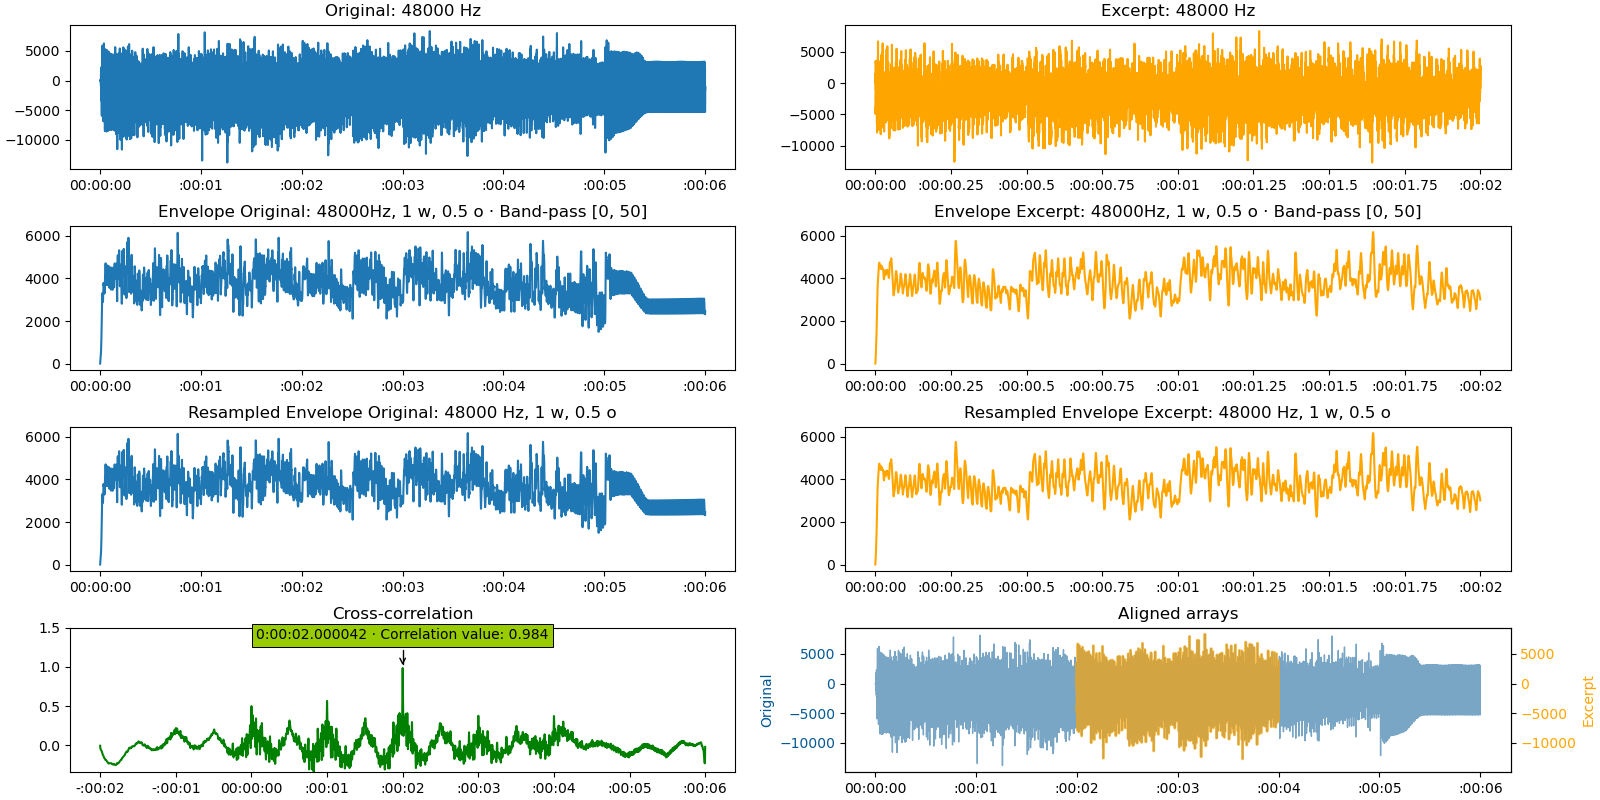 Original: 48000 Hz
5000
0
−5000
−10000
00:00:00 :00:01 :00:02 :00:03 :00:04 :00:05 :00:06
Excerpt: 48000 Hz
5000
0
−5000
−10000
00:00:00 :00:00.25 :00:00.5 :00:00.75 :00:01 :00:01.25 :00:01.5 :00:01.75 :00:02
Envelope Original: 48000Hz, 1 w, 0.5 o · Band-pass [0, 50]
6000
4000
2000
0
00:00:00 :00:01 :00:02 :00:03 :00:04 :00:05 :00:06
Envelope Excerpt: 48000Hz, 1 w, 0.5 o · Band-pass [0, 50]
6000
4000
2000
0
00:00:00 :00:00.25 :00:00.5 :00:00.75 :00:01 :00:01.25 :00:01.5 :00:01.75 :00:02
Resampled Envelope Original: 48000 Hz, 1 w, 0.5 o
6000
4000
2000
0
00:00:00 :00:01 :00:02 :00:03 :00:04 :00:05 :00:06
Resampled Envelope Excerpt: 48000 Hz, 1 w, 0.5 o
6000
4000
2000
0
00:00:00 :00:00.25 :00:00.5 :00:00.75 :00:01 :00:01.25 :00:01.5 :00:01.75 :00:02
Cross-correlation
0:00:02.000042 · Correlation value: 0.984
1.5
1.0
0.5
0.0
-:00:02 -:00:01 00:00:00 :00:01 :00:02 :00:03 :00:04 :00:05 :00:06
Aligned arrays
Original
5000
0
−5000
−10000
5000
0
−5000
−10000
Excerpt
00:00:00 :00:01 :00:02 :00:03 :00:04 :00:05 :00:06